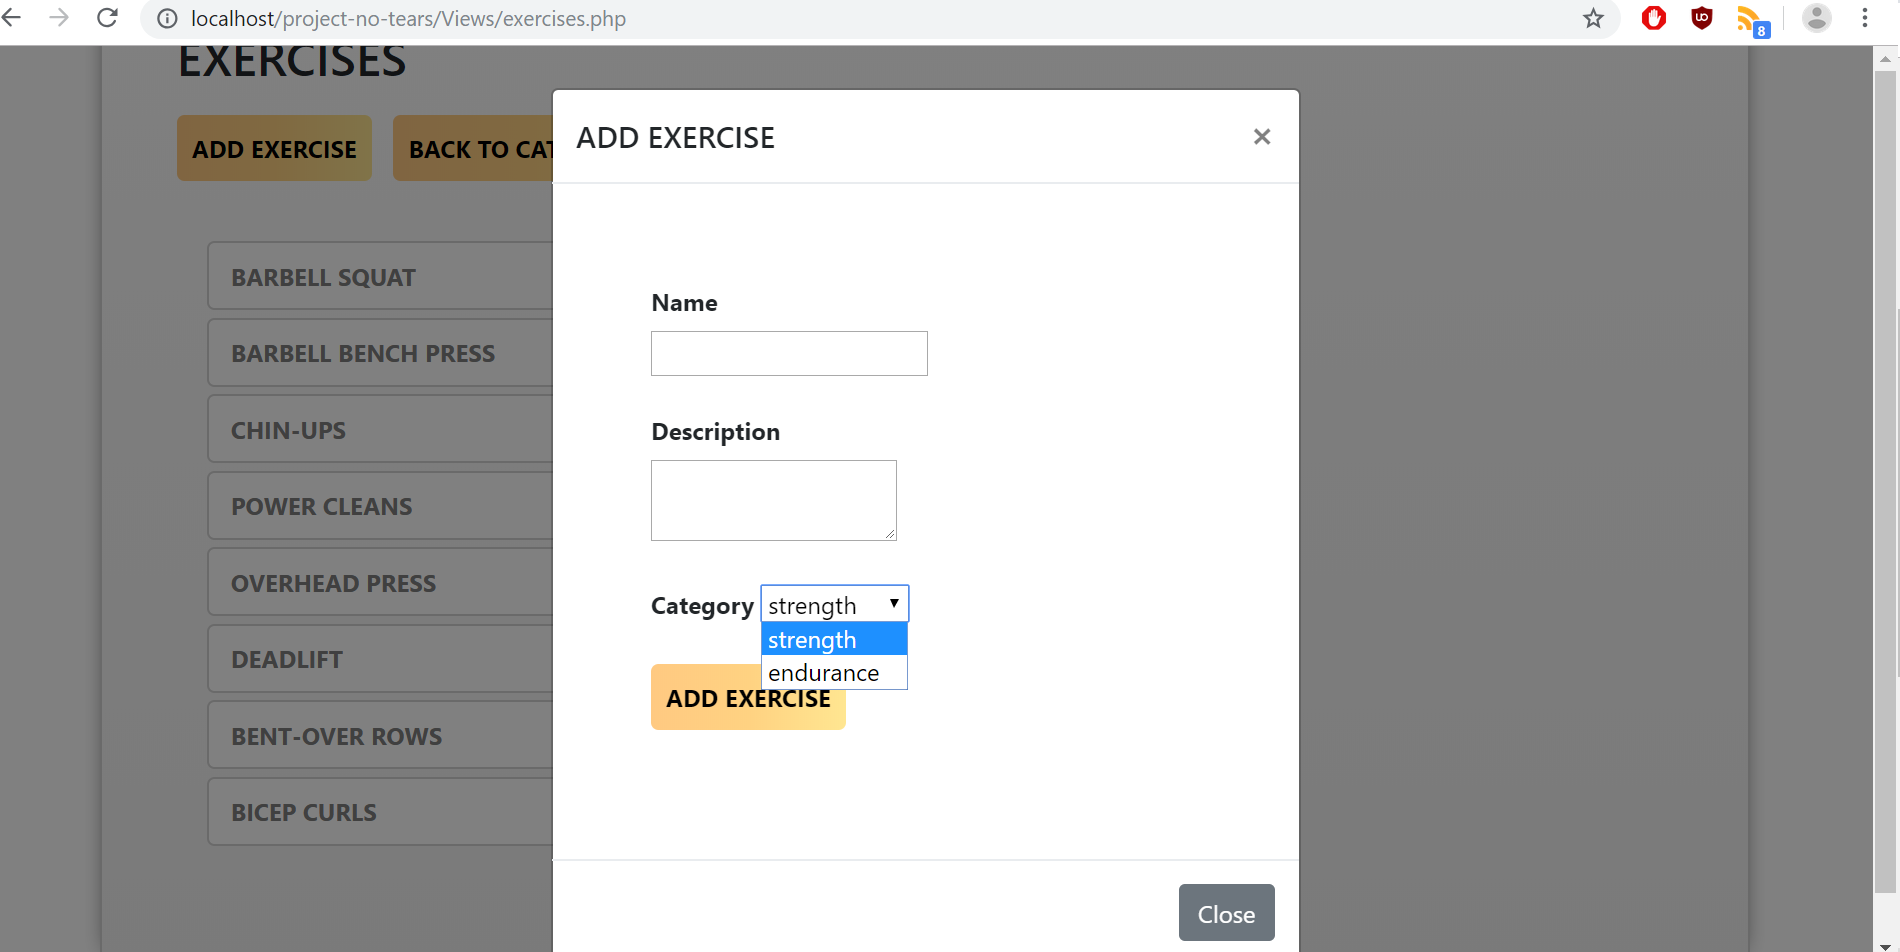 localhost/project-no-tears/Views/exercises.php
8
EXERCISES
ADD EXERCISE
BACK TO CAT
BARBELL SQUAT
BARBELL BENCH PRESS
CHIN-UPS
POWER CLEANS
OVERHEAD PRESS
DEADLIFT
BENT-OVER ROWS
BICEP CURLS
ADD EXERCISE
×
Name
Description
Category strength
strength
endurance
ADD EXERCISE
Close